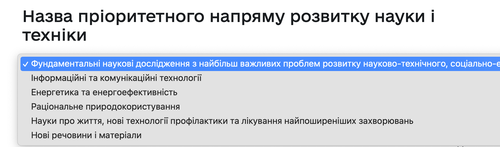 Назва пріоритетного напряму розвитку науки і
техніки
✓ Фундаментальні наукові дослідження з найбільш важливих проблем розвитку науково-технічного, соціально-е
Інформаційні та комунікаційні технології
Енергетика та енергоефективність
Раціональне природокористування
Науки про життя, нові технології профілактики та лікування найпоширеніших захворювань
Нові речовини і матеріали